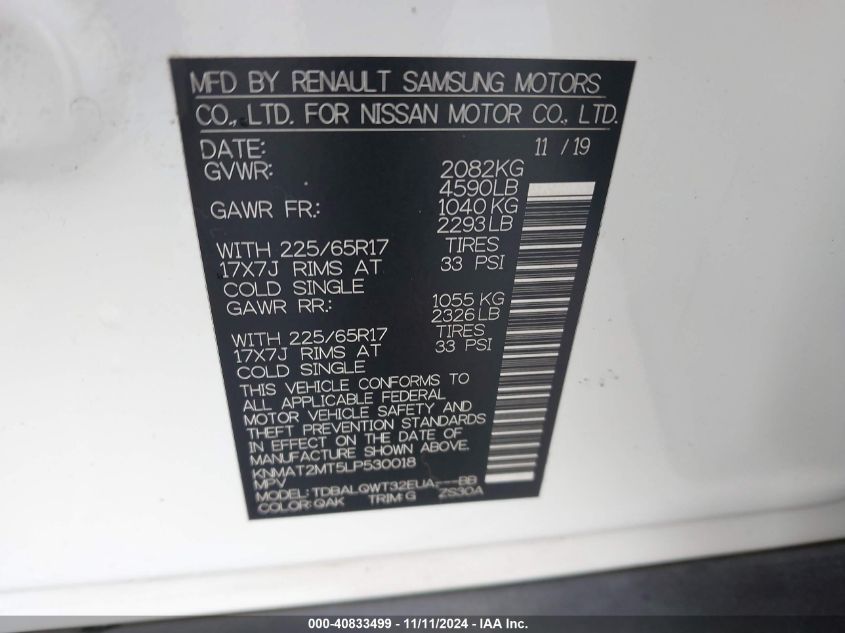 MFD BY RENAULT SAMSUNG MOTORS
CO., LTD. FOR NISSAN MOTOR CO., LTD.
DATE: 11 / 19
GVWR: 2082KG
4590LB
GAWR FR.: 1040 KG
2293 LB
WITH 225/65R17 TIRES
17X7J RIMS AT 33 PSI
COLD SINGLE
GAWR RR: 1055 KG
2326 LB
WITH 225/65R17 TIRES
17X7J RIMS AT 33 PSI
COLD SINGLE
THIS VEHICLE CONFORMS TO
ALL APPLICABLE FEDERAL
MOTOR VEHICLE SAFETY AND
THEFT PREVENTION STANDARDS
IN EFFECT ON THE DATE OF
MANUFACTURE SHOWN ABOVE.
KNMAT2MT5LP530018
MPV
MODEL: TDBALQWT32EUA----BB
COLOR: QAK TRIM:G ZS30A
000-40833499 - 11/11/2024 - IAA Inc.